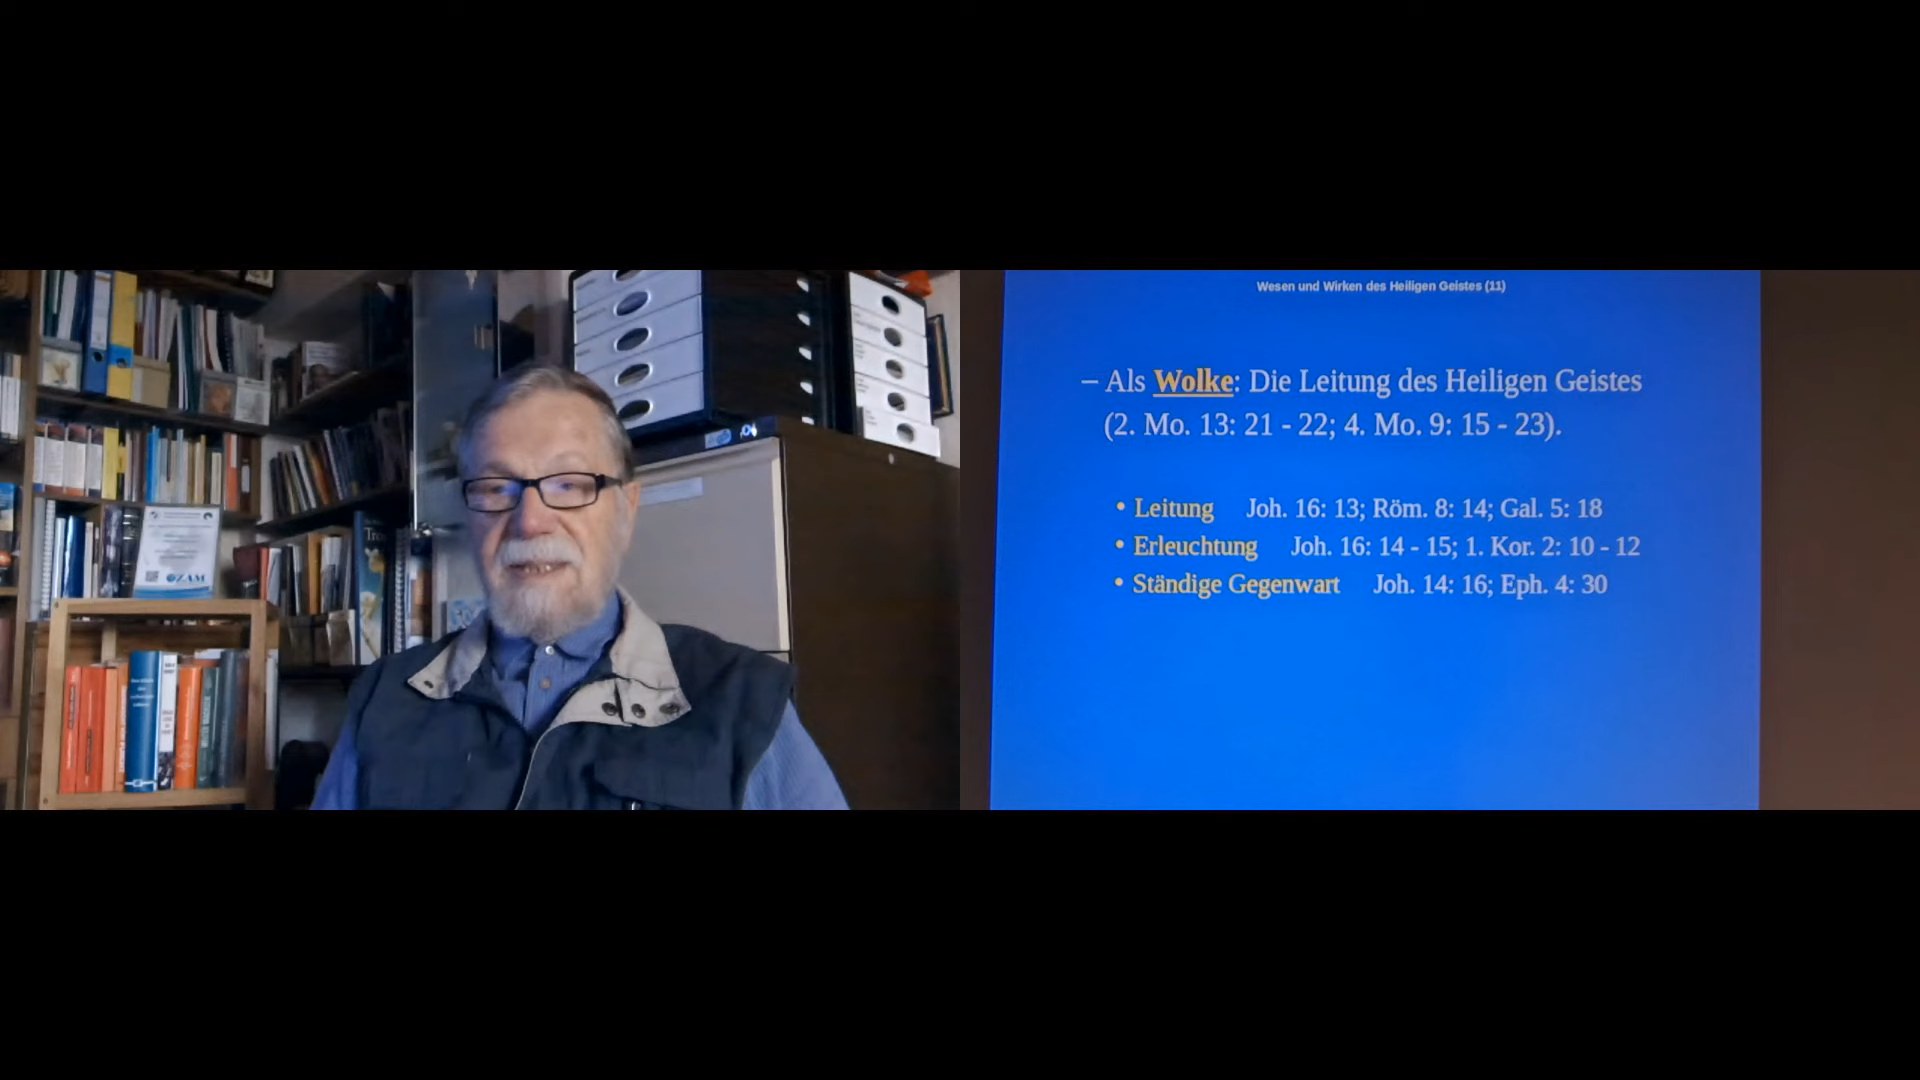 Wesen und Wirken des Heiligen Geistes (11)
– Als Wolke: Die Leitung des Heiligen Geistes
(2. Mo. 13: 21 - 22; 4. Mo. 9: 15 - 23).
• Leitung Joh. 16: 13; Röm. 8: 14; Gal. 5: 18
• Erleuchtung Joh. 16: 14 - 15; 1. Kor. 2: 10 - 12
• Ständige Gegenwart Joh. 14: 16; Eph. 4: 30
ZAM